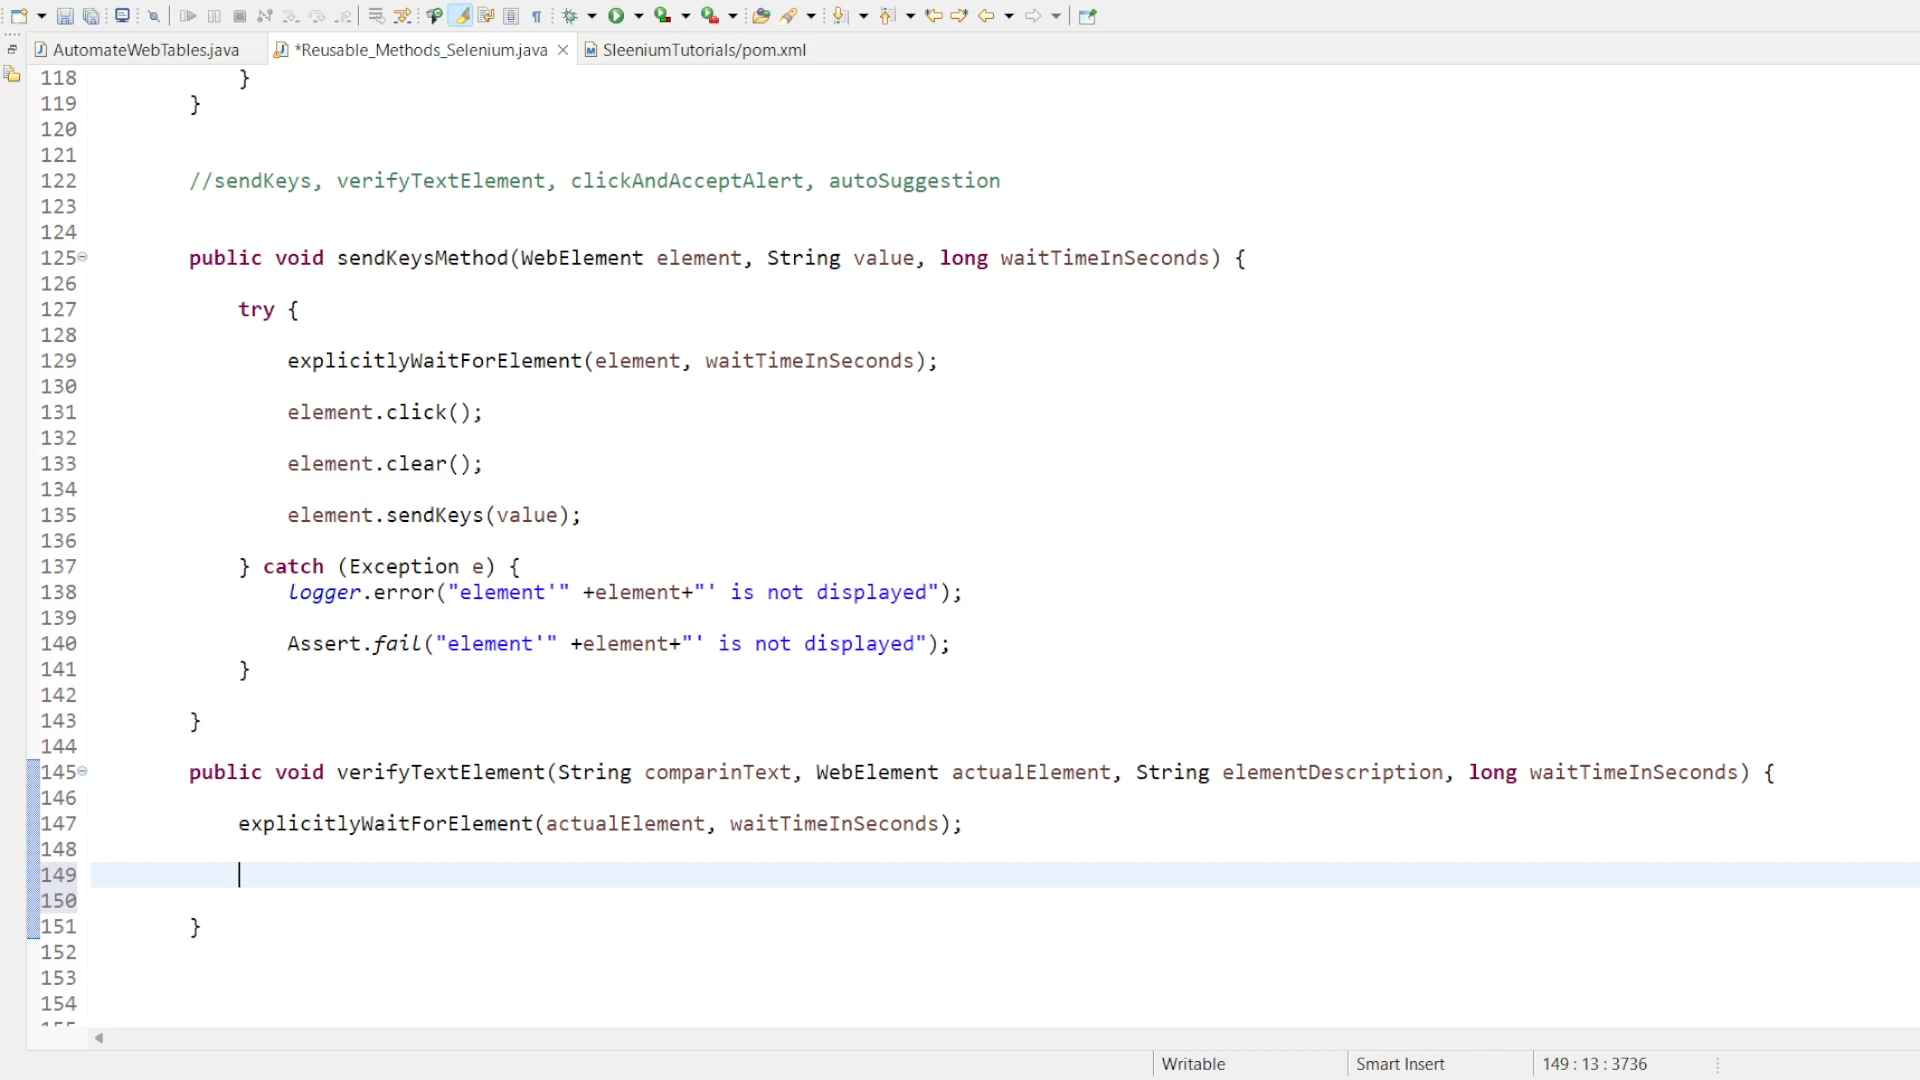 AutomateWebTables.java *Reusable_Methods_Selenium.java SleeniumTutorials/pom.xml
118 }
119 }
120
121
122 //sendKeys, verifyTextElement, clickAndAcceptAlert, autoSuggestion
123
124
125 public void sendKeysMethod(WebElement element, String value, long waitTimeInSeconds) {
126
127 try {
128
129 explicitlyWaitForElement(element, waitTimeInSeconds);
130
131 element.click();
132
133 element.clear();
134
135 element.sendKeys(value);
136
137 } catch (Exception e) {
138 logger.error("element'" +element+"' is not displayed");
139
140 Assert.fail("element'" +element+"' is not displayed");
141 }
142
143 }
144
145 public void verifyTextElement(String comparinText, WebElement actualElement, String elementDescription, long waitTimeInSeconds) {
146
147 explicitlyWaitForElement(actualElement, waitTimeInSeconds);
148
149
150
151 }
152
153
154
155
Writable Smart Insert 149 : 13 : 3736